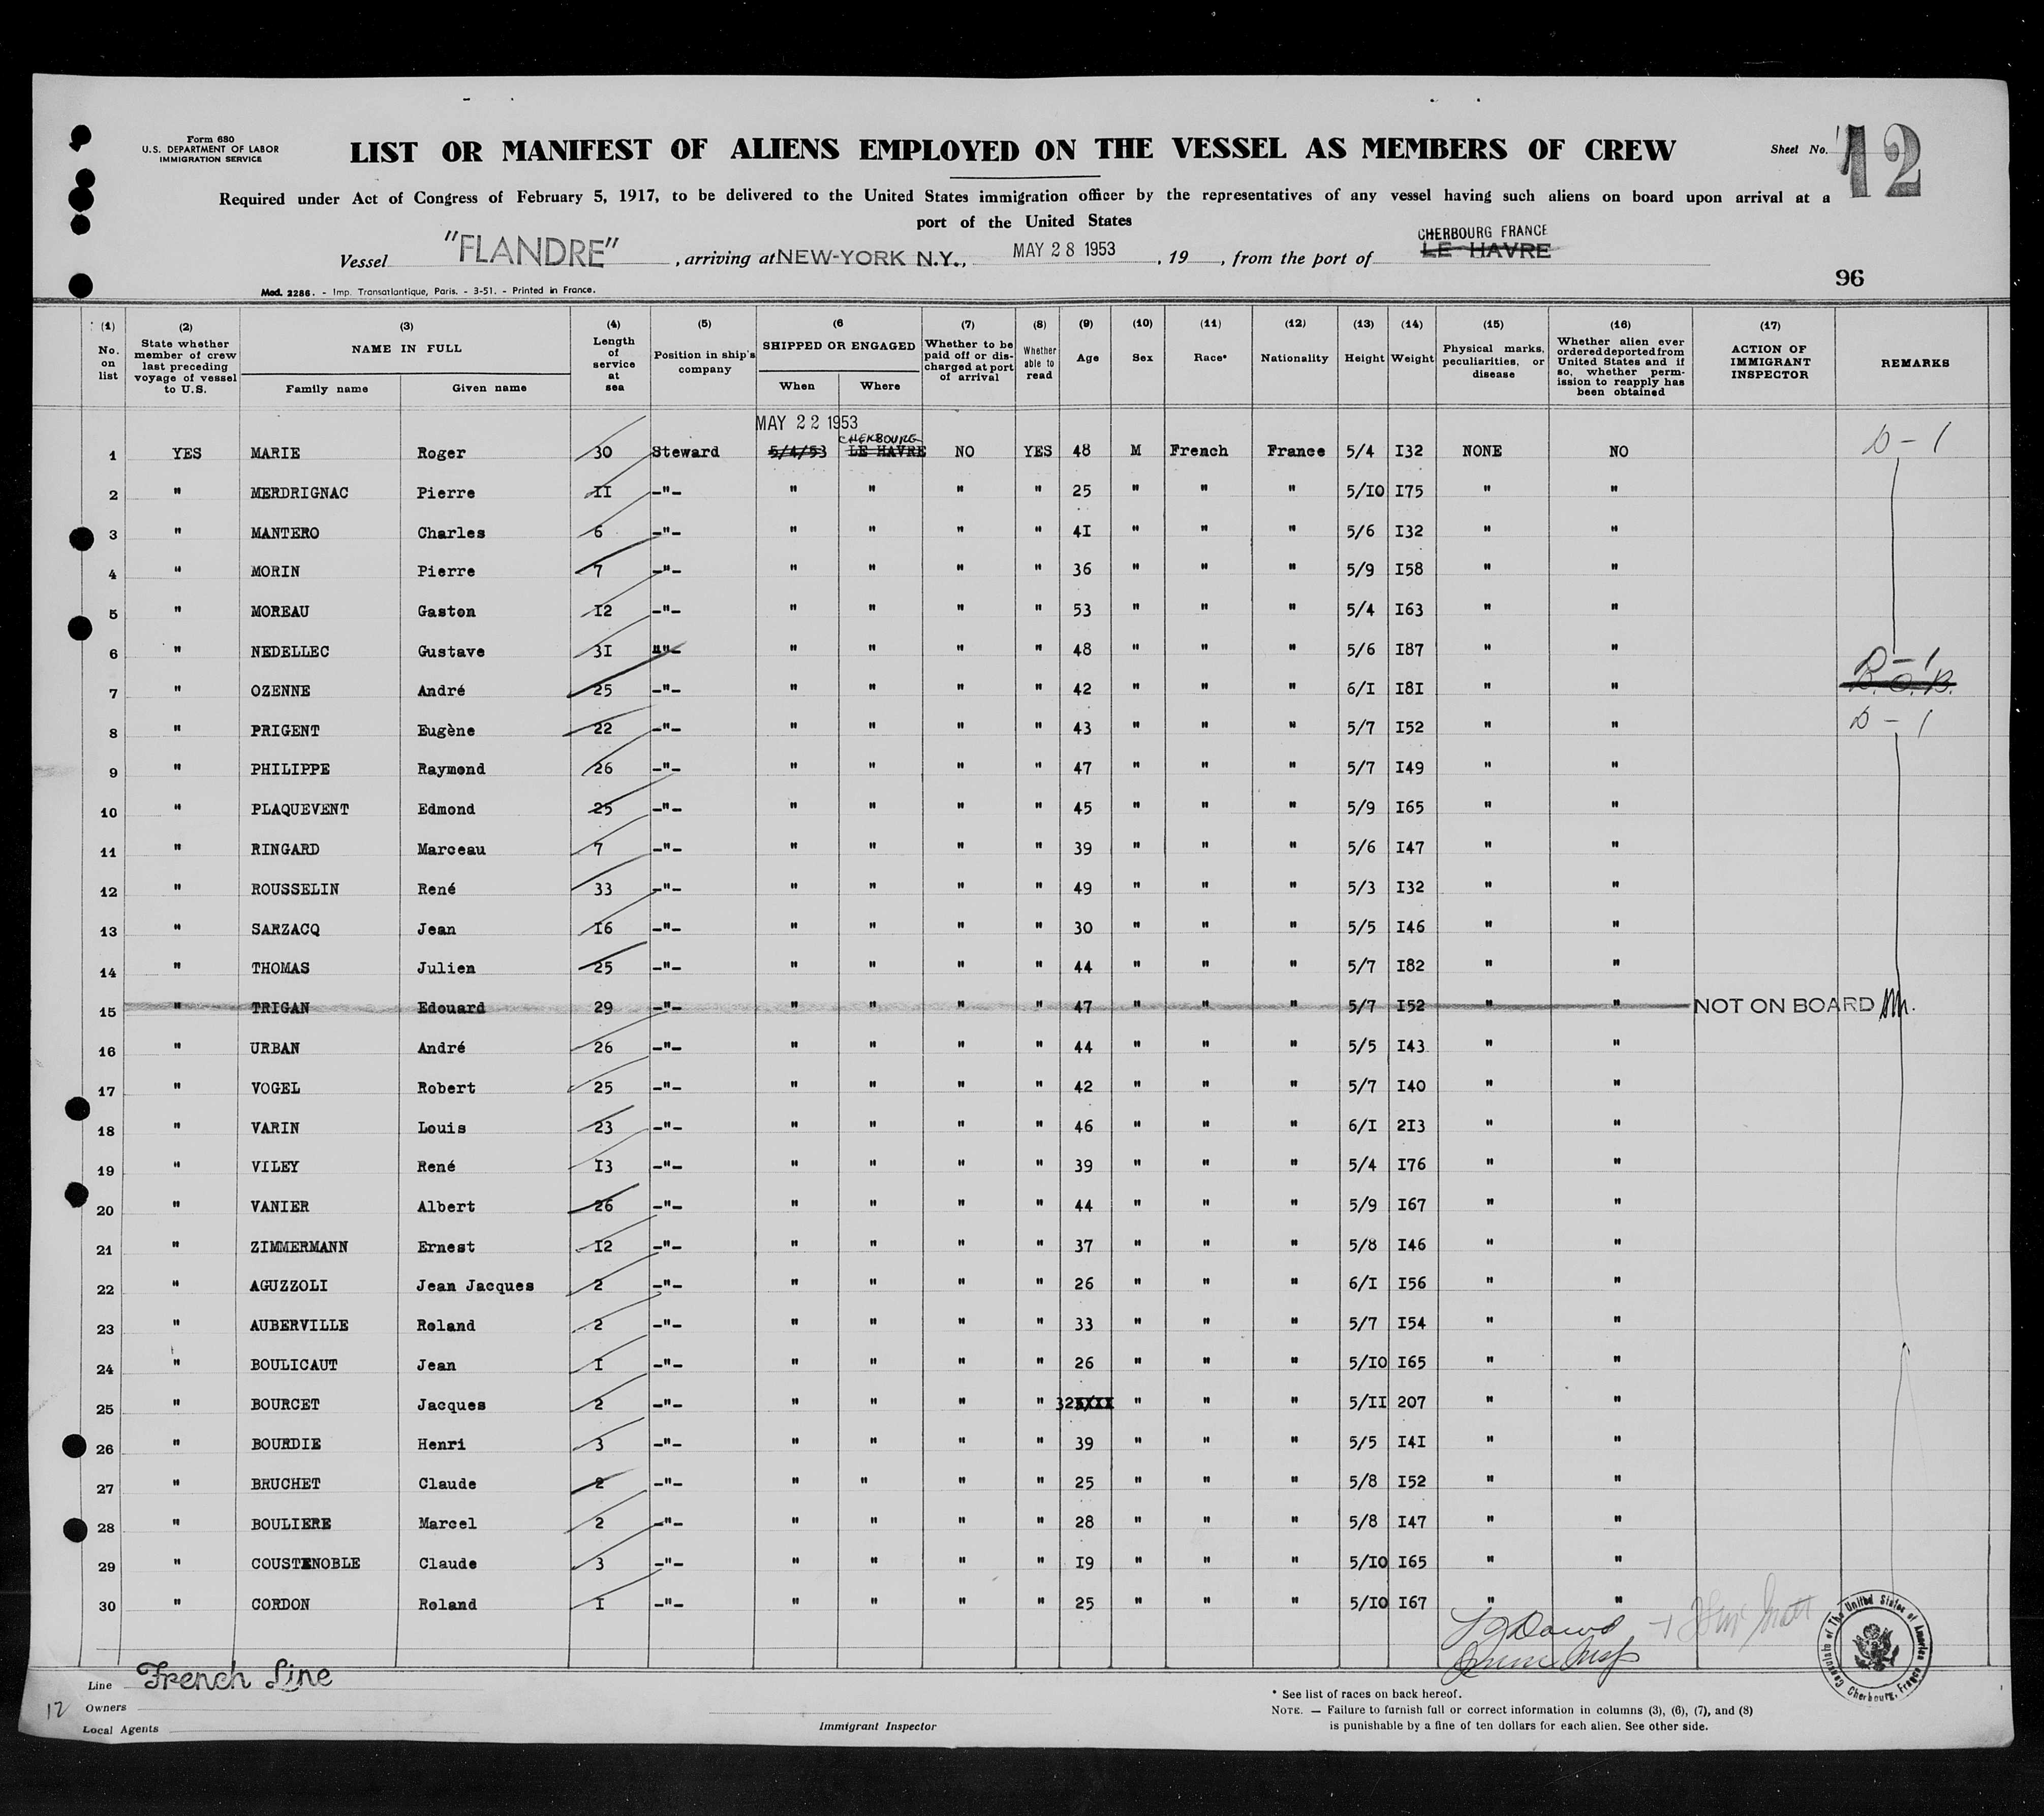 Form 680
U.S. DEPARTMENT OF LABOR
IMMIGRATION SERVICE
LIST OR MANIFEST OF ALIENS EMPLOYED ON THE VESSEL AS MEMBERS OF CREW
Sheet No. 12
Required under Act of Congress of February 5, 1917, to be delivered to the United States immigration officer by the representatives of any vessel having such aliens on board upon arrival at a
port of the United States
CHERBOURG FRANCE
Vessel "FLANDRE", arriving at NEW-YORK N.Y., MAY 28 1953, 19, from the port of LE HAVRE
96
Mod. 2286. - Imp. Transatlantique, Paris. - 3-51. - Printed in France.
(1) No. on list
(2) State whether member of crew last preceding voyage of vessel to U.S.
(3) NAME IN FULL Family name Given name
(4) Length of service at sea
(5) Position in ship's company
(6 SHIPPED OR ENGAGED When Where
(7) Whether to be paid off or discharged at port of arrival
(8) Whether able to read
(9) Age
(10) Sex
(11) Race*
(12) Nationality
(13) Height
(14) Weight
(15) Physical marks, peculiarities, or disease
(16) Whether alien ever ordered deported from United States and if so, whether permission to reapply has been obtained
(17) ACTION OF IMMIGRANT INSPECTOR
REMARKS
MAY 22 1953
CHERBOURG
1 YES MARIE Roger 30 Steward 5/4/53 LE HAVRE NO YES 48 M French France 5/4 I32 NONE NO D-1
2 " MERDRIGNAC Pierre II -"- " " " " 25 " " " 5/I0 I75 " "
3 " MANTERO Charles 6 -"- " " " " 4I " " " 5/6 I32 " "
4 " MORIN Pierre 7 -"- " " " " 36 " " " 5/9 I58 " "
5 " MOREAU Gaston I2 -"- " " " " 53 " " " 5/4 I63 " "
6 " NEDELLEC Gustave 3I ""- " " " " 48 " " " 5/6 I87 " "
7 " OZENNE André 25 -"- " " " " 42 " " " 6/I I8I " " D-1 R.O.B.
8 " PRIGENT Eugène 22 -"- " " " " 43 " " " 5/7 I52 " " D-1
9 " PHILIPPE Raymond 26 -"- " " " " 47 " " " 5/7 I49 " "
10 " PLAQUEVENT Edmond 25 -"- " " " " 45 " " " 5/9 I65 " "
11 " RINGARD Marceau 7 -"- " " " " 39 " " " 5/6 I47 " "
12 " ROUSSELIN René 33 -"- " " " " 49 " " " 5/3 I32 " "
13 " SARZACQ Jean I6 -"- " " " " 30 " " " 5/5 I46 " "
14 " THOMAS Julien 25 -"- " " " " 44 " " " 5/7 I82 " "
15 " TRIGAN Edouard 29 -"- " " " " 47 " " " 5/7 I52 " " NOT ON BOARD
16 " URBAN André 26 -"- " " " " 44 " " " 5/5 I43 " "
17 " VOGEL Robert 25 -"- " " " " 42 " " " 5/7 I40 " "
18 " VARIN Louis 23 -"- " " " " 46 " " " 6/I 2I3 " "
19 " VILEY René I3 -"- " " " " 39 " " " 5/4 I76 " "
20 " VANIER Albert 26 -"- " " " " 44 " " " 5/9 I67 " "
21 " ZIMMERMANN Ernest I2 -"- " " " " 37 " " " 5/8 I46 " "
22 " AGUZZOLI Jean Jacques 2 -"- " " " " 26 " " " 6/I I56 " "
23 " AUBERVILLE Roland 2 -"- " " " " 33 " " " 5/7 I54 " "
24 " BOULICAUT Jean I -"- " " " " 26 " " " 5/I0 I65 " "
25 " BOURCET Jacques 2 -"- " " " " 32 " " " 5/II 207 " "
26 " BOURDIE Henri 3 -"- " " " " 39 " " " 5/5 I4I " "
27 " BRUCHET Claude 2 -"- " " " " 25 " " " 5/8 I52 " "
28 " BOULIERE Marcel 2 -"- " " " " 28 " " " 5/8 I47 " "
29 " COUSTENOBLE Claude 3 -"- " " " " I9 " " " 5/I0 I65 " "
30 " CORDON Roland I -"- " " " " 25 " " " 5/I0 I67 " "
Line French Line
Owners
Local Agents
12
Immigrant Inspector
* See list of races on back hereof.
NOTE. — Failure to furnish full or correct information in columns (3), (6), (7), and (8)
is punishable by a fine of ten dollars for each alien. See other side.
Consulate of The United States of America Cherbourg, France